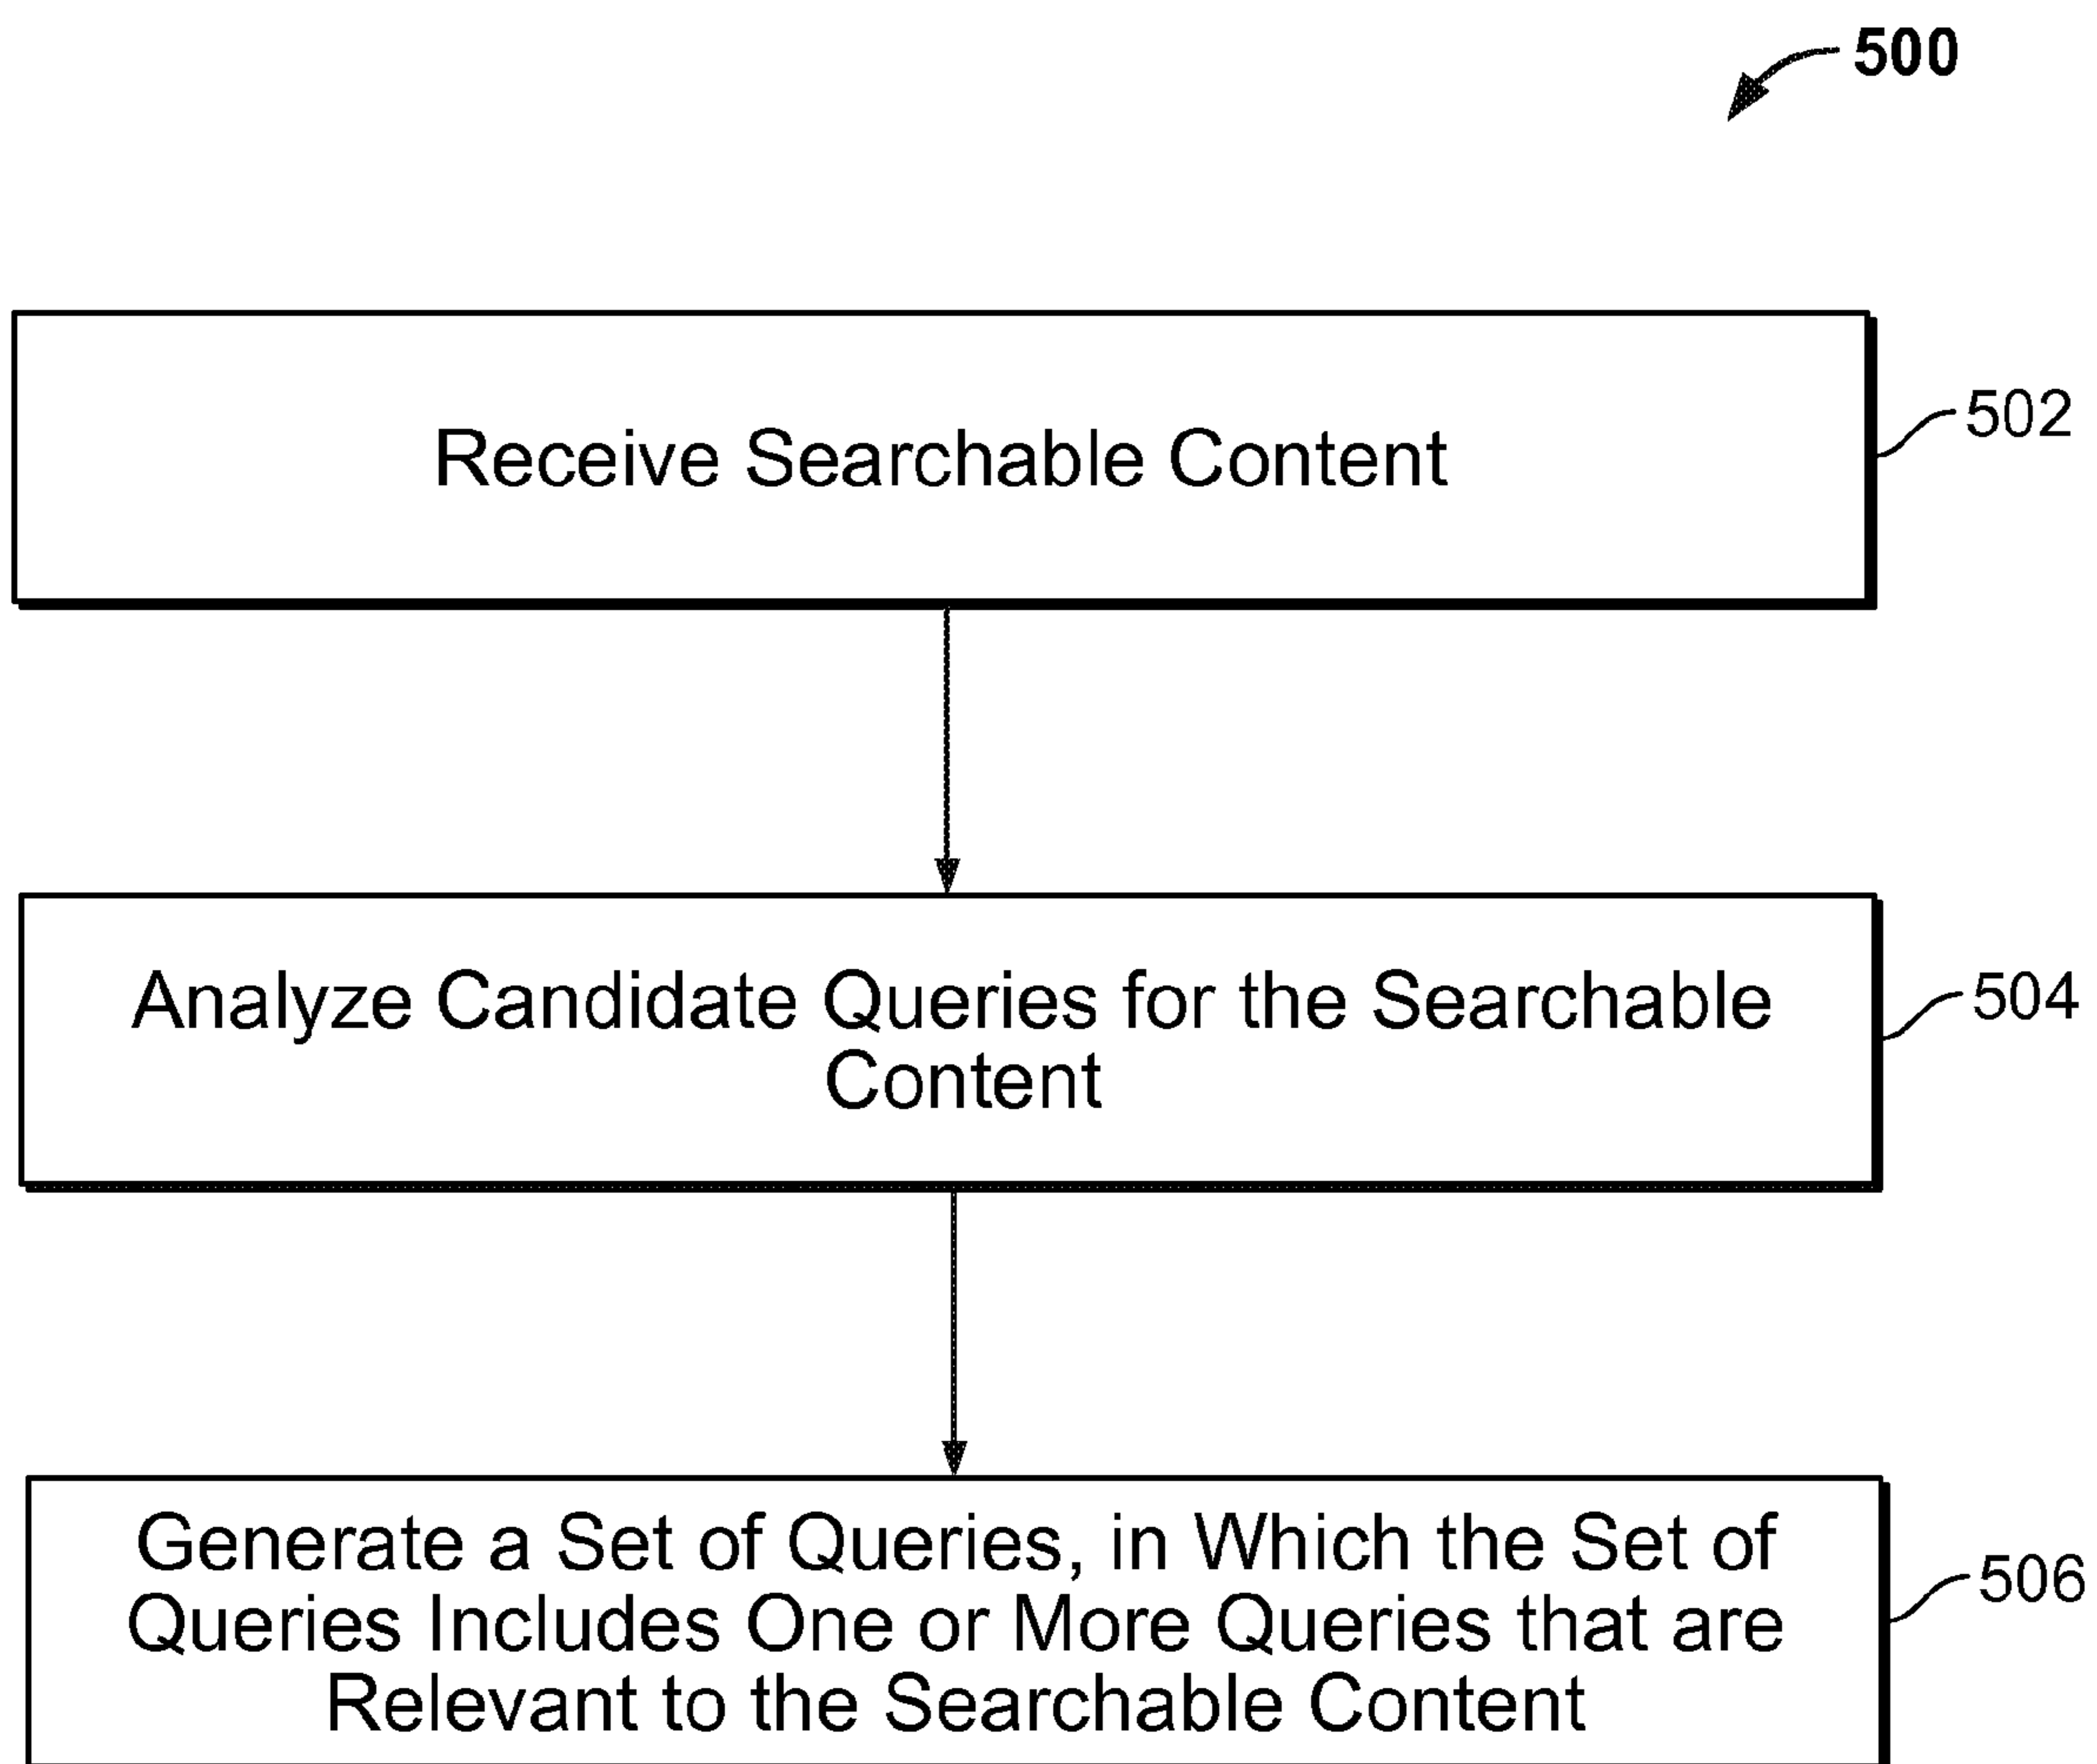 500
Receive Searchable Content
502
Analyze Candidate Queries for the Searchable
Content
504
Generate a Set of Queries, in Which the Set of
Queries Includes One or More Queries that are
Relevant to the Searchable Content
506